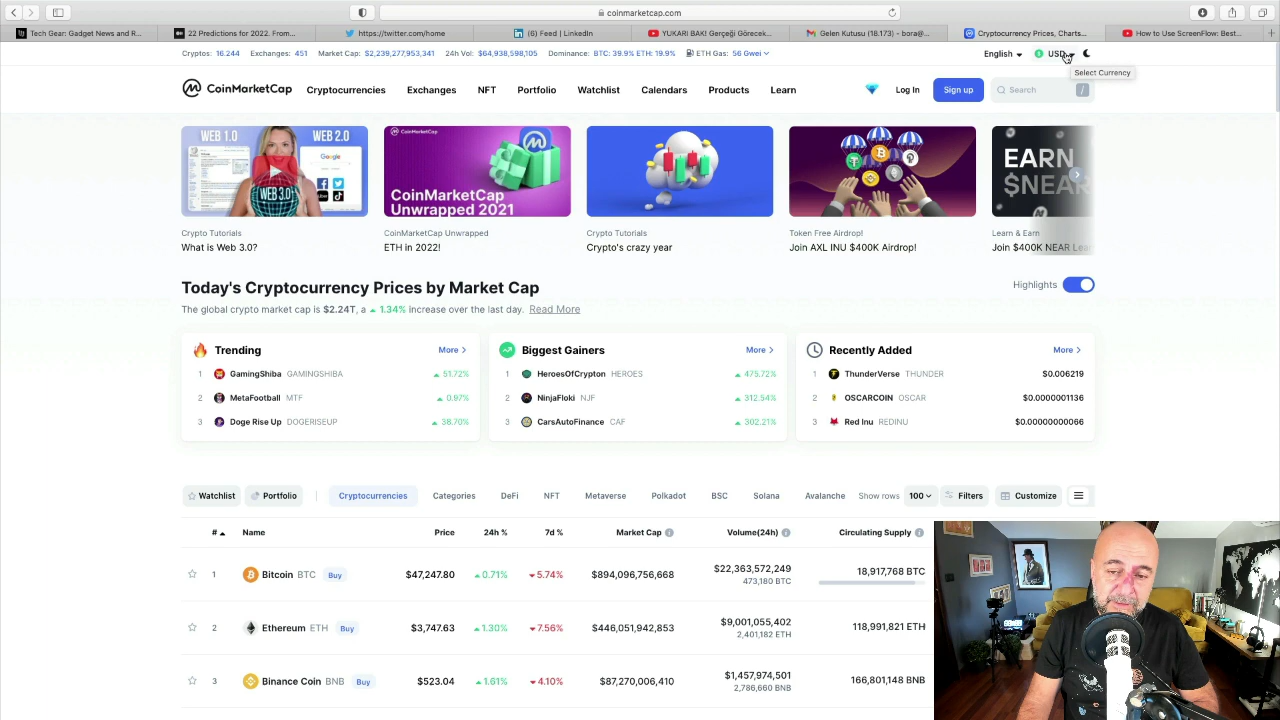 coinmarketcap.com
Tech Gear: Gadget News and R...
22 Predictions for 2022. From...
https://twitter.com/home
(6) Feed | LinkedIn
YUKARI BAK! Gerçeği Görecek...
Gelen Kutusu (18.173) - bora@...
Cryptocurrency Prices, Charts...
How to Use ScreenFlow: Best...
Cryptos: 16.244 Exchanges: 451 Market Cap: $2,239,277,953,341 24h Vol: $64,938,598,105 Dominance: BTC: 39.9% ETH: 19.9% ETH Gas: 56 Gwei
English USD
Select Currency
CoinMarketCap Cryptocurrencies Exchanges NFT Portfolio Watchlist Calendars Products Learn Log In Sign up Search /
WEB 1.0 WEB 2.0
Google
WEB 3.0
CoinMarketCap
CoinMarketCap
Unwrapped 2021
EARN
$NEAR
Crypto Tutorials
What is Web 3.0?
CoinMarketCap Unwrapped
ETH in 2022!
Crypto Tutorials
Crypto's crazy year
Token Free Airdrop!
Join AXL INU $400K Airdrop!
Learn & Earn
Join $400K NEAR Lea
Today's Cryptocurrency Prices by Market Cap
Highlights
The global crypto market cap is $2.24T, a 1.34% increase over the last day. Read More
Trending More
1 GamingShiba GAMINGSHIBA 51.72%
2 MetaFootball MTF 0.97%
3 Doge Rise Up DOGERISEUP 38.70%
Biggest Gainers More
1 HeroesOfCrypton HEROES 475.72%
2 NinjaFloki NJF 312.54%
3 CarsAutoFinance CAF 302.21%
Recently Added More
1 ThunderVerse THUNDER $0.006219
2 OSCARCOIN OSCAR $0.0000001136
3 Red Inu REDINU $0.00000000066
Watchlist Portfolio Cryptocurrencies Categories DeFi NFT Metaverse Polkadot BSC Solana Avalanche Show rows 100 Filters Customize
# Name Price 24h % 7d % Market Cap Volume(24h) Circulating Supply
1 Bitcoin BTC Buy $47,247.80 0.71% 5.74% $894,096,756,668 $22,363,572,249 18,917,768 BTC
473,180 BTC
2 Ethereum ETH Buy $3,747.63 1.30% 7.56% $446,051,942,853 $9,001,055,402 118,991,821 ETH
2,401,182 ETH
3 Binance Coin BNB Buy $523.04 1.61% 4.10% $87,270,006,410 $1,457,974,501 166,801,148 BNB
2,786,660 BNB